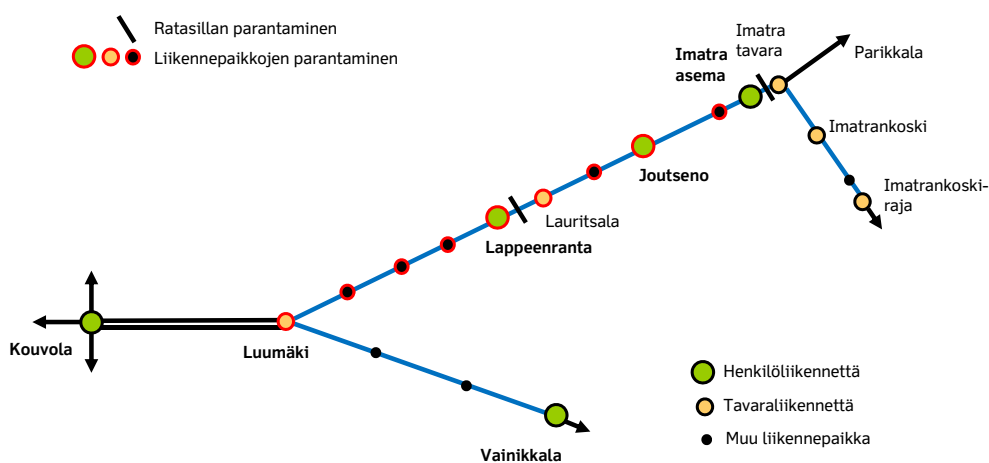 Ratasillan parantaminen
Liikennepaikkojen parantaminen
Imatra
tavara
Imatra
asema
Parikkala
Imatrankoski
Joutseno
Imatrankoski-
raja
Lauritsala
Lappeenranta
Kouvola
Luumäki
Vainikkala
Henkilöliikennettä
Tavaraliikennettä
Muu liikennepaikka